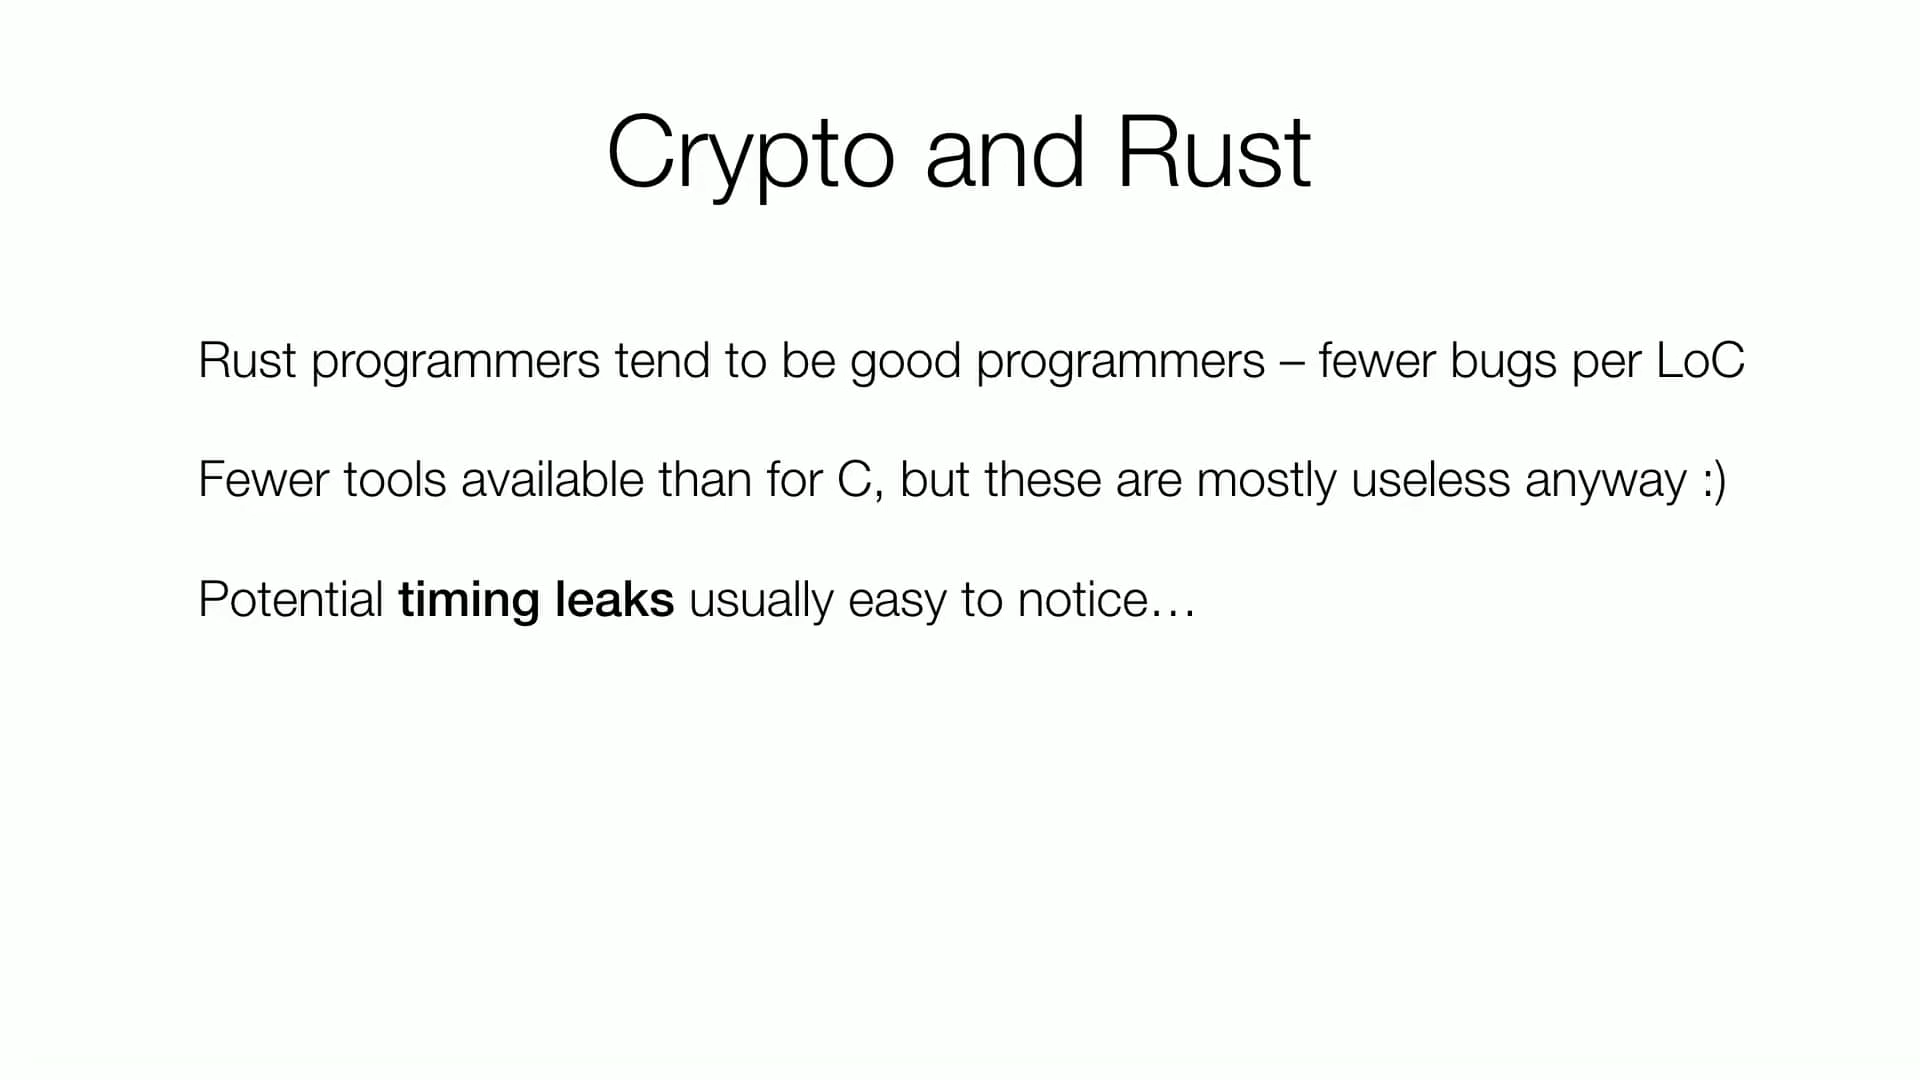 Crypto and Rust
Rust programmers tend to be good programmers – fewer bugs per LoC
Fewer tools available than for C, but these are mostly useless anyway :)
Potential timing leaks usually easy to notice…